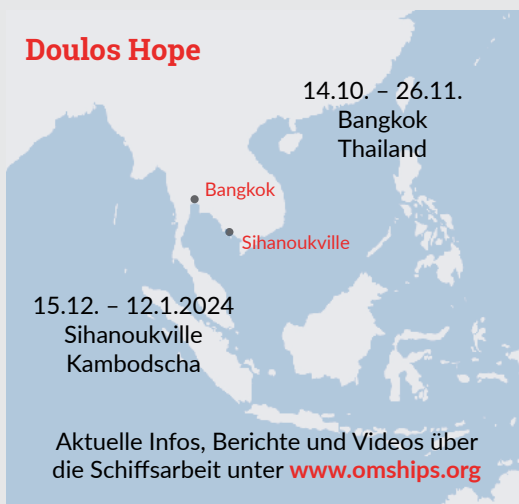 Doulos Hope
14.10. – 26.11.
Bangkok
Thailand
Bangkok
Sihanoukville
15.12. – 12.1.2024
Sihanoukville
Kambodscha
Aktuelle Infos, Berichte und Videos über
die Schiffsarbeit unter www.omships.org